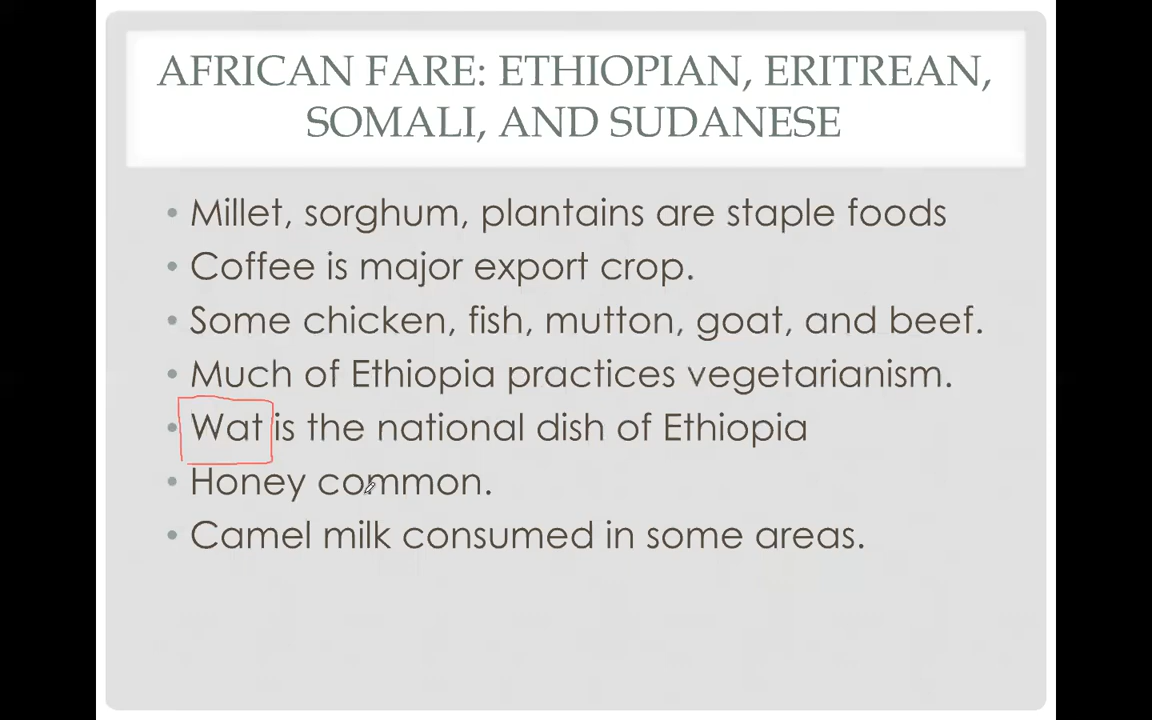 AFRICAN FARE: ETHIOPIAN, ERITREAN,
SOMALI, AND SUDANESE
• Millet, sorghum, plantains are staple foods
• Coffee is major export crop.
• Some chicken, fish, mutton, goat, and beef.
• Much of Ethiopia practices vegetarianism.
• Wat is the national dish of Ethiopia
• Honey common.
• Camel milk consumed in some areas.